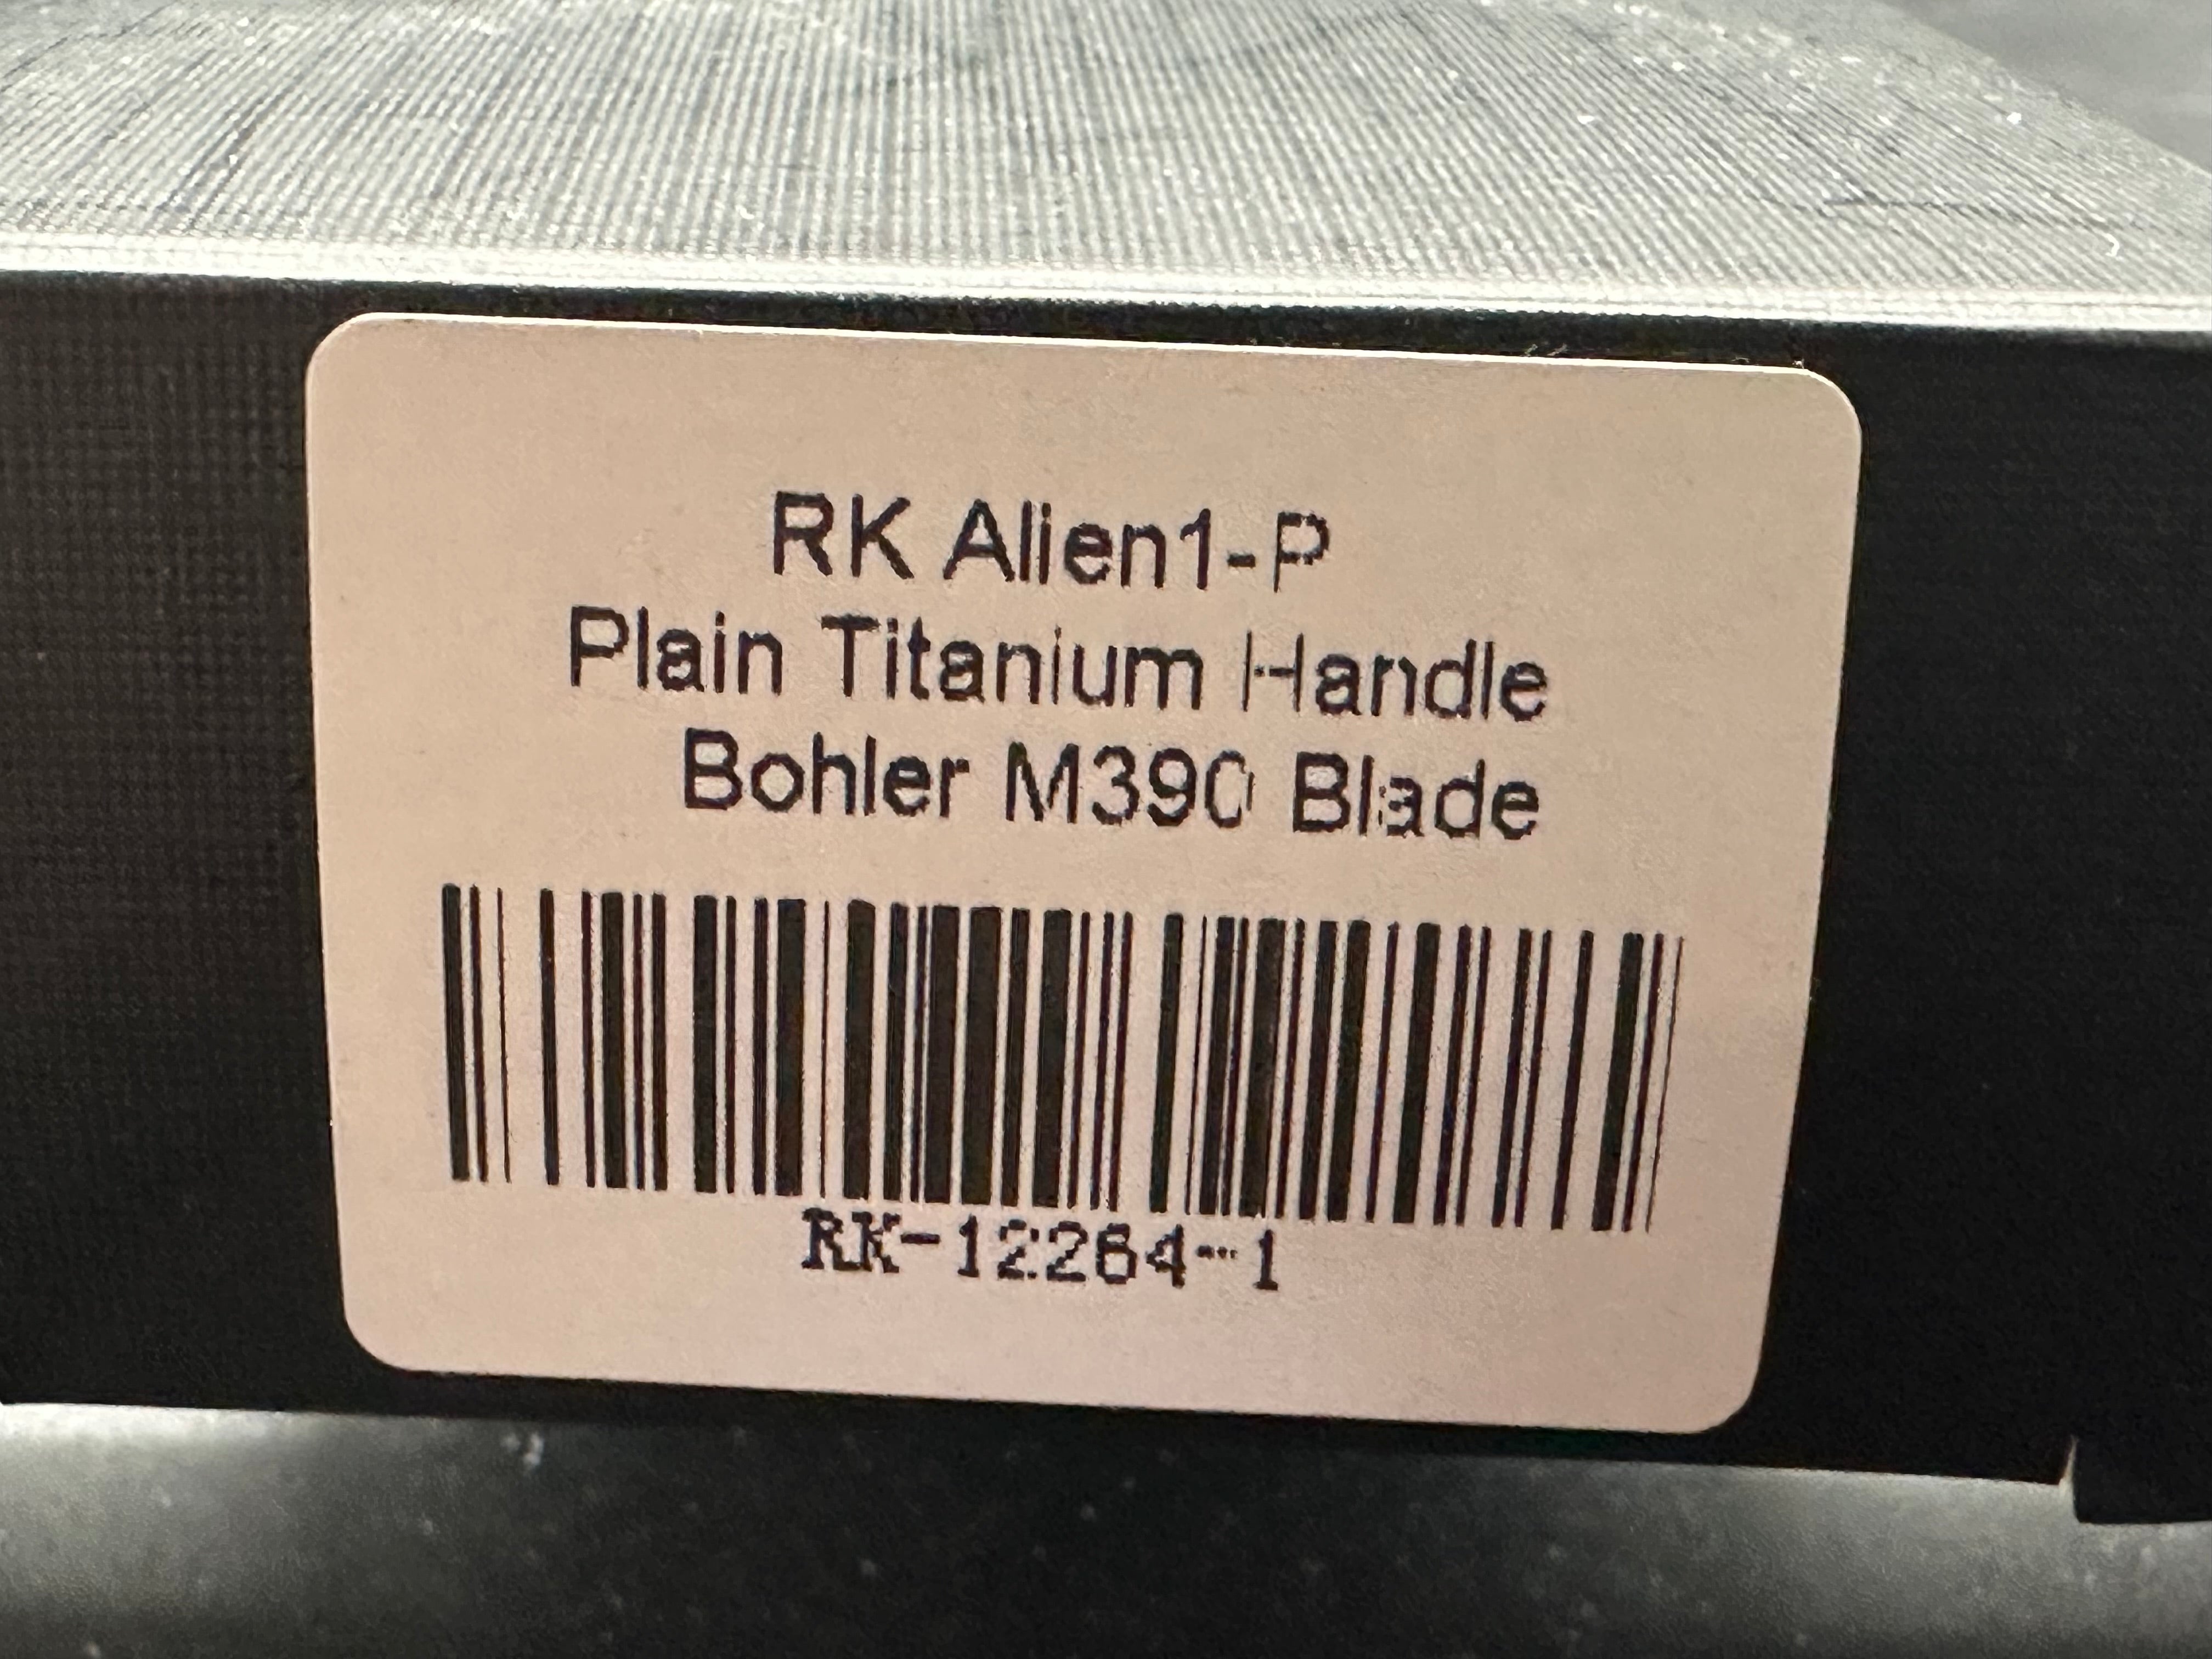 RK Alien1-P
Plain Titanium Handle
Bohler M390 Blade
RK-12264-1